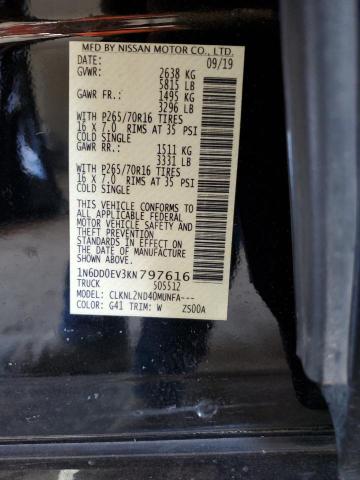 MFD BY NISSAN MOTOR CO., LTD.
DATE: 09/19
GVWR: 2638 KG
5815 LB
GAWR FR.: 1495 KG
3296 LB
WITH P265/70R16 TIRES
16 X 7.0 RIMS AT 35 PSI
COLD SINGLE
GAWR RR.: 1511 KG
3331 LB
WITH P265/70R16 TIRES
16 X 7.0 RIMS AT 35 PSI
COLD SINGLE
THIS VEHICLE CONFORMS TO
ALL APPLICABLE FEDERAL
MOTOR VEHICLE SAFETY AND
THEFT PREVENTION
STANDARDS IN EFFECT ON
THE DATE OF MANUFACTURE
SHOWN ABOVE
1N6DD0EV3KN797616
TRUCK 505512
MODEL: CLKNL2ND40MUNFA---
COLOR: G41 TRIM: W ZS00A